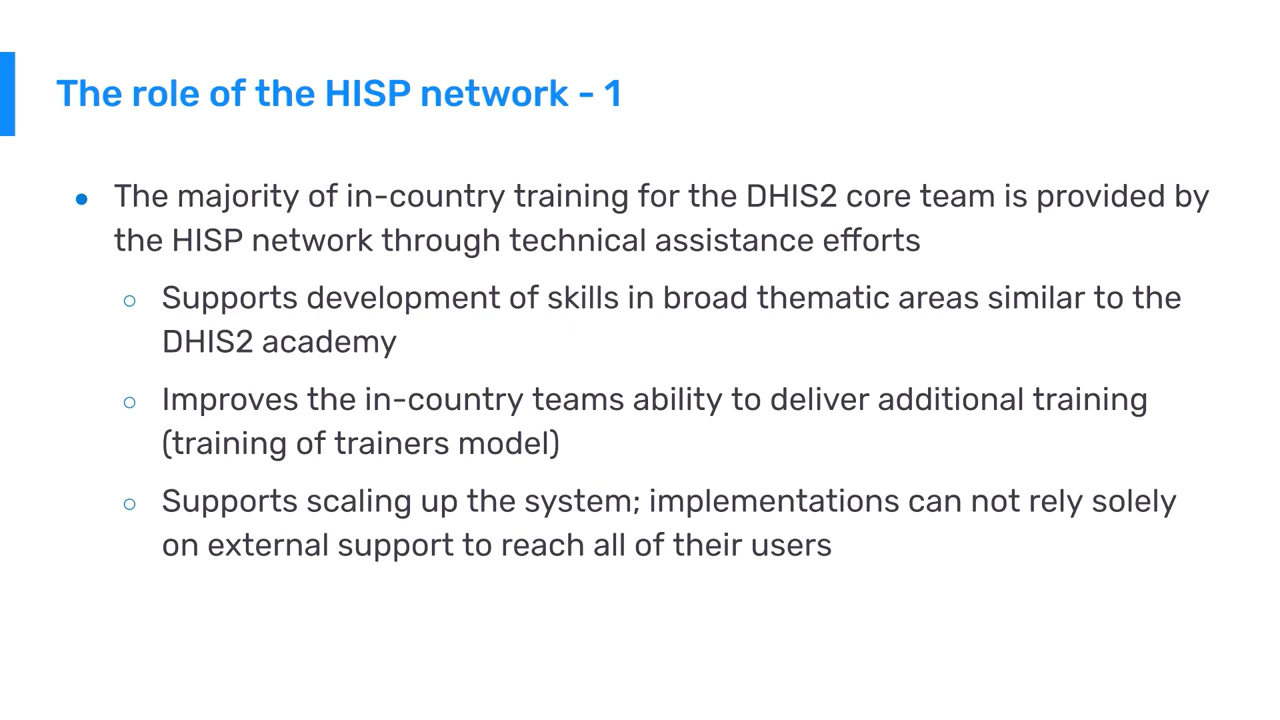 The role of the HISP network - 1
● The majority of in-country training for the DHIS2 core team is provided by
the HISP network through technical assistance efforts
○ Supports development of skills in broad thematic areas similar to the
DHIS2 academy
○ Improves the in-country teams ability to deliver additional training
(training of trainers model)
○ Supports scaling up the system; implementations can not rely solely
on external support to reach all of their users